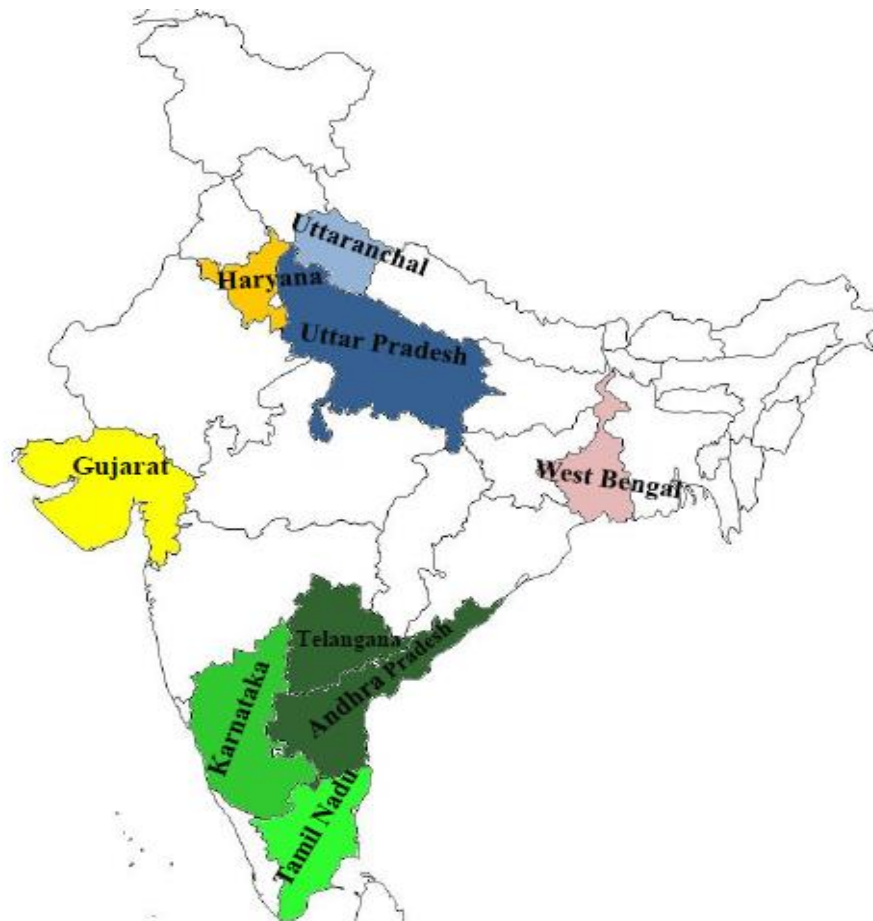 Uttaranchal
Haryana
Uttar Pradesh
Gujarat
West Bengal
Telangana
Andhra Pradesh
Karnataka
Tamil Nadu